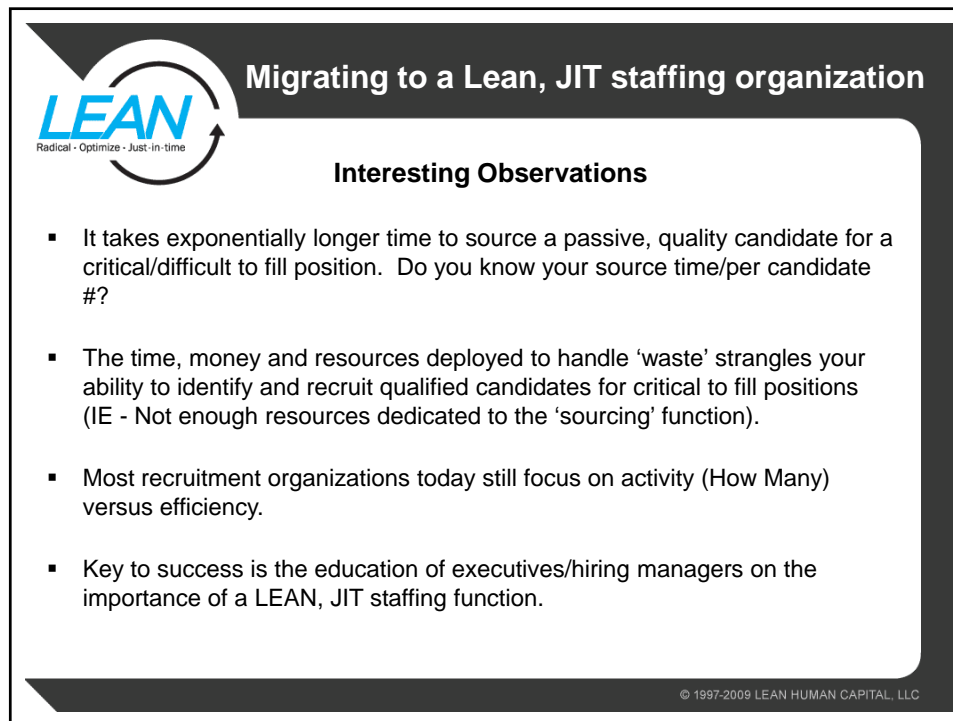 Migrating to a Lean, JIT staffing organization
LEAN
Radical - Optimize - Just-in-time
Interesting Observations
▪ It takes exponentially longer time to source a passive, quality candidate for a
critical/difficult to fill position.  Do you know your source time/per candidate
#?
▪ The time, money and resources deployed to handle ‘waste’ strangles your
ability to identify and recruit qualified candidates for critical to fill positions
(IE - Not enough resources dedicated to the ‘sourcing’ function).
▪ Most recruitment organizations today still focus on activity (How Many)
versus efficiency.
▪ Key to success is the education of executives/hiring managers on the
importance of a LEAN, JIT staffing function.
© 1997-2009 LEAN HUMAN CAPITAL, LLC